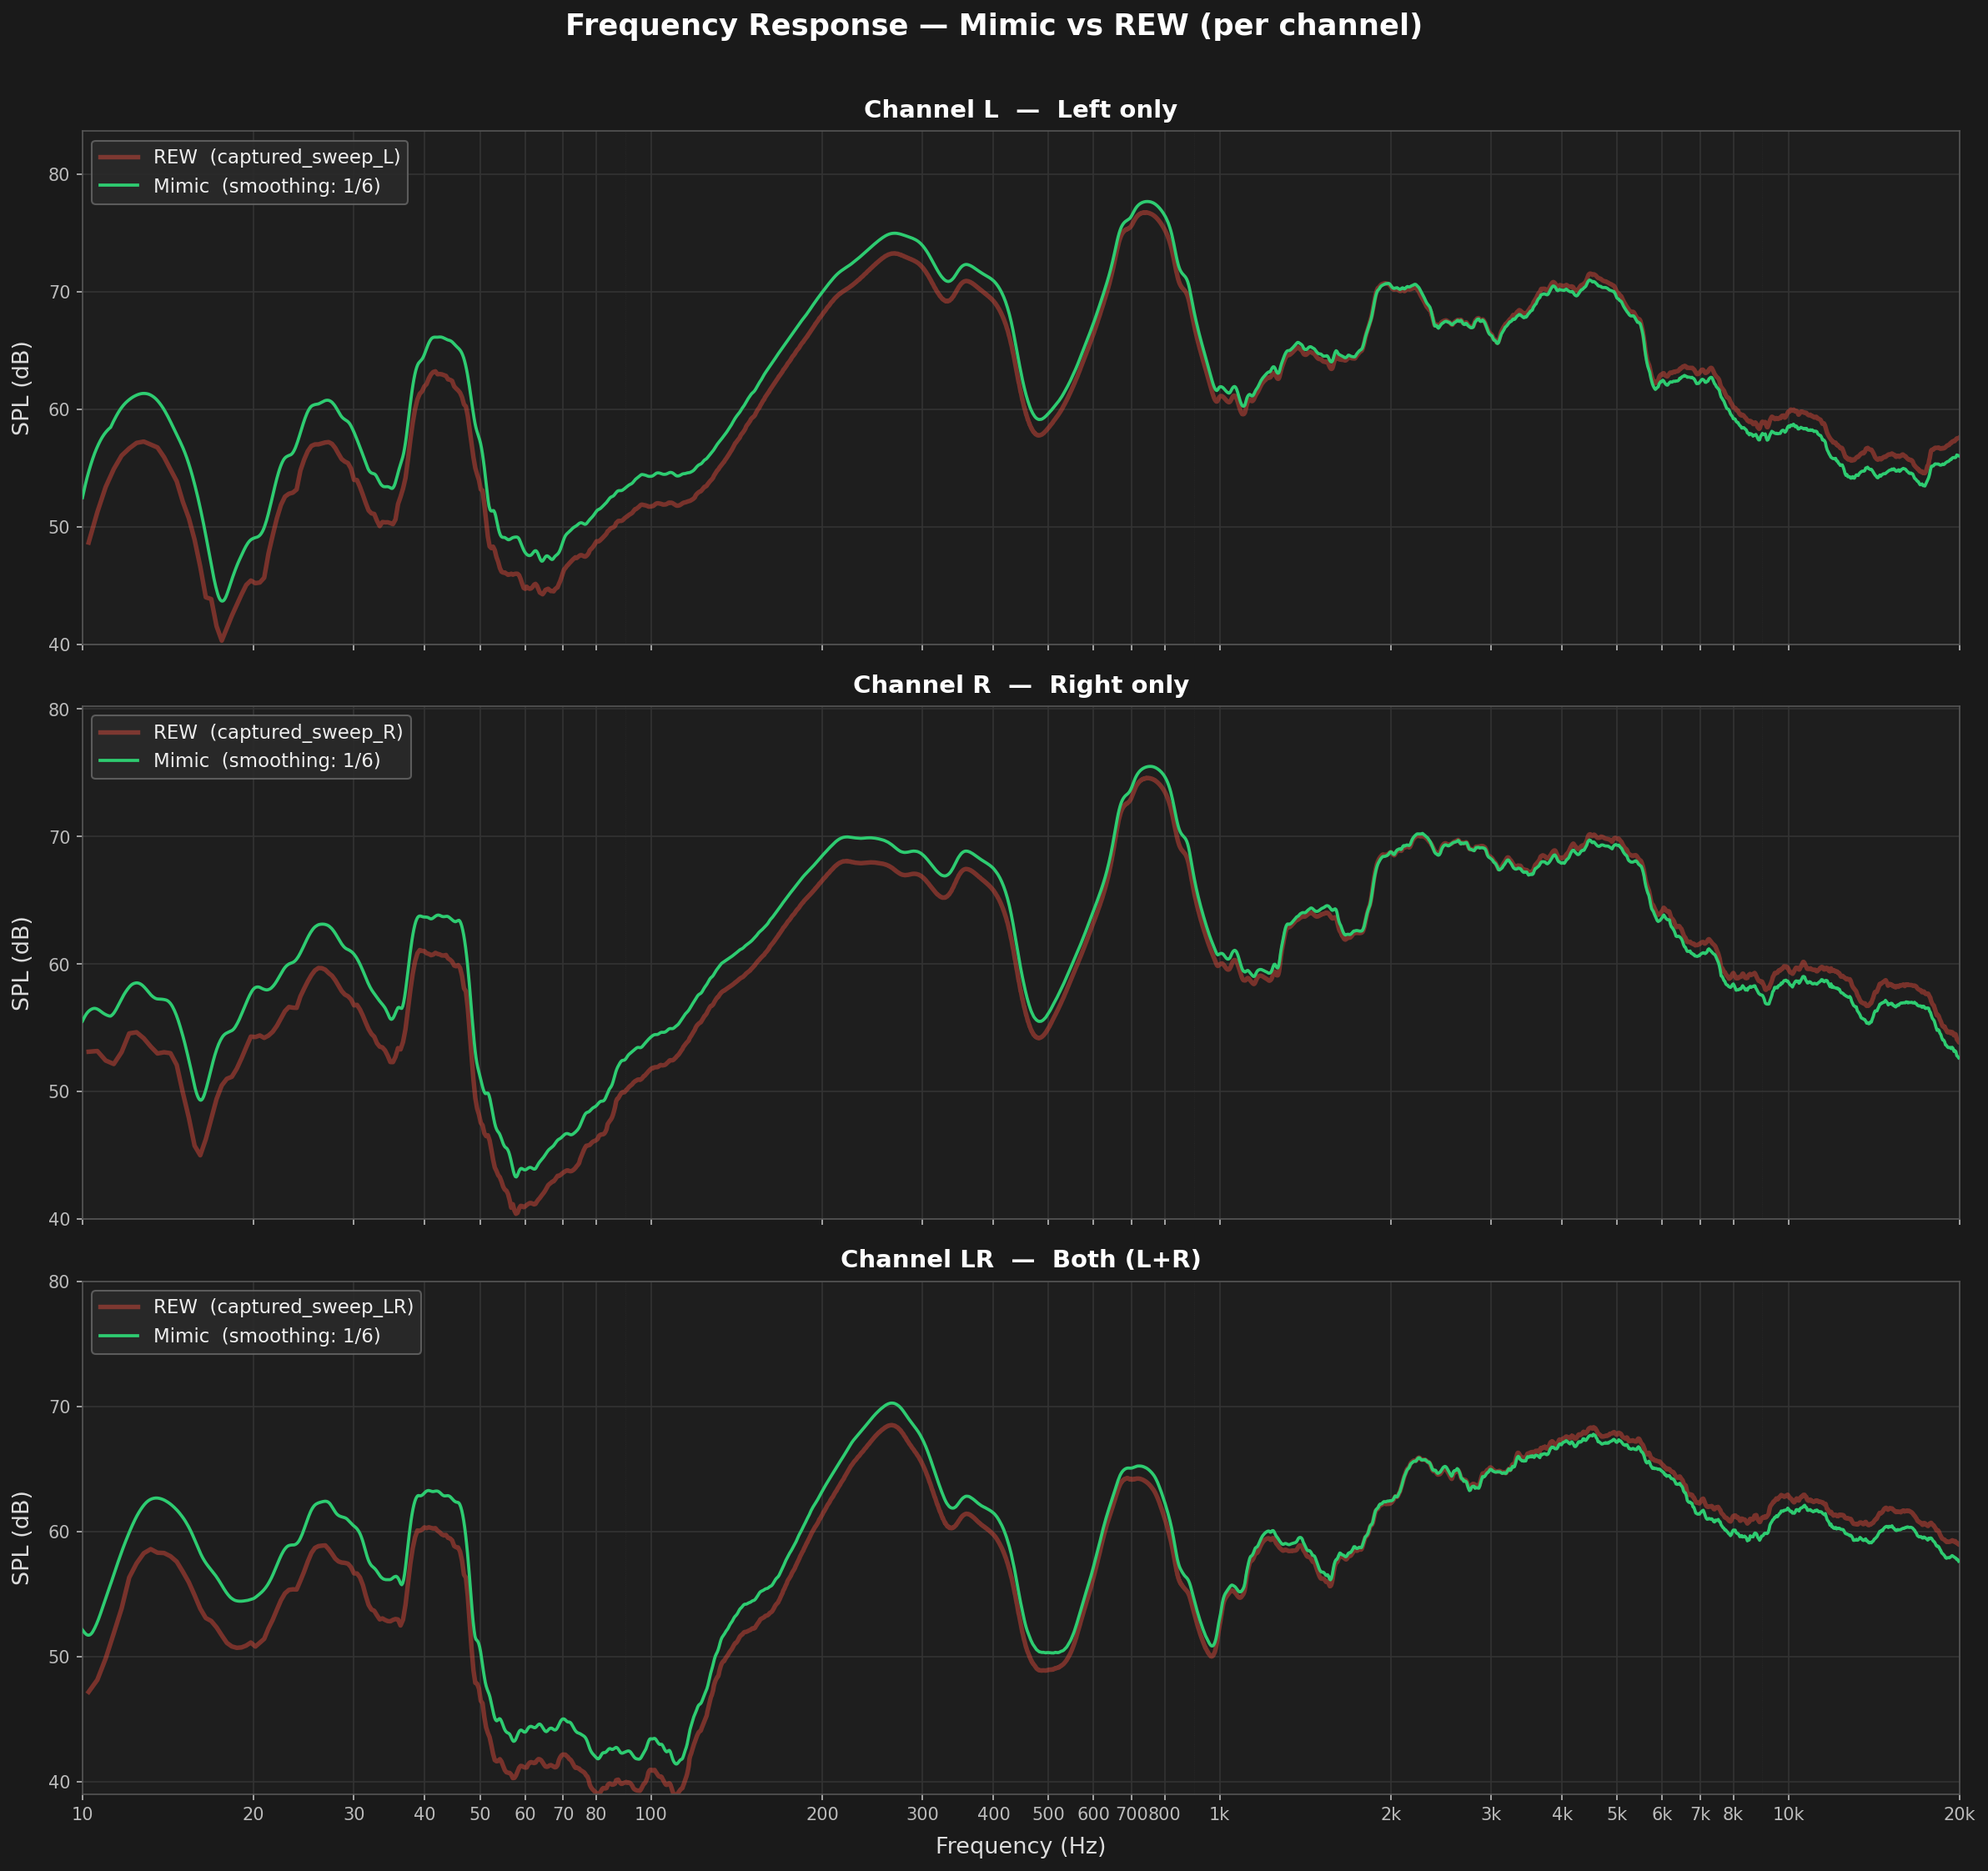 Frequency Response — Mimic vs REW (per channel)
Channel L — Left only
REW (captured_sweep_L)
Mimic (smoothing: 1/6)
80
70
60
50
40
SPL (dB)
10
20
30
40
50
60
70
80
100
200
300
400
500
600
700
800
1k
2k
3k
4k
5k
6k
7k
8k
10k
20k
Channel R — Right only
REW (captured_sweep_R)
Mimic (smoothing: 1/6)
80
70
60
50
40
SPL (dB)
Channel LR — Both (L+R)
REW (captured_sweep_LR)
Mimic (smoothing: 1/6)
80
70
60
50
40
SPL (dB)
Frequency (Hz)